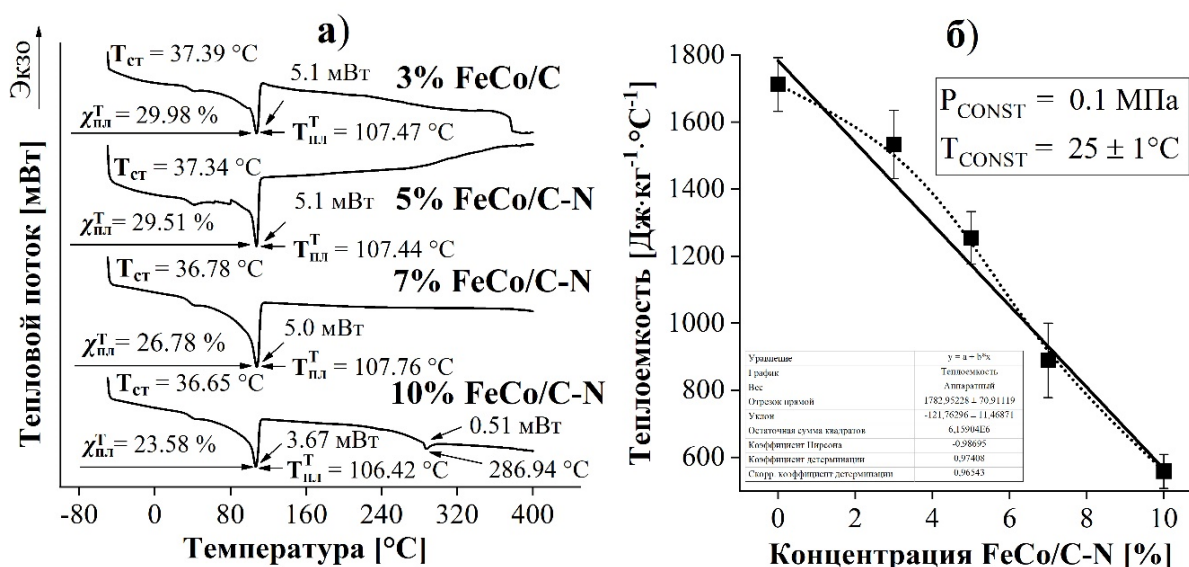 а)
Экзо
Тепловой поток [мВт]
Tст = 37.39 °C
5.1 мВт
3% FeCo/C
χᵀпл = 29.98 %
Tᵀпл = 107.47 °C
Tст = 37.34 °C
5.1 мВт
5% FeCo/C-N
χᵀпл = 29.51 %
Tᵀпл = 107.44 °C
Tст = 36.78 °C
7% FeCo/C-N
5.0 мВт
χᵀпл = 26.78 %
Tᵀпл = 107.76 °C
Tст = 36.65 °C
10% FeCo/C-N
0.51 мВт
χᵀпл = 23.58 %
3.67 мВт
Tᵀпл = 106.42 °C
286.94 °C
-80 0 80 160 240 320 400
Температура [°C]
б)
Теплоемкость [Дж·кг⁻¹·°C⁻¹]
1800
1600
1400
1200
1000
800
600
PCONST = 0.1 МПа
TCONST = 25 ± 1°C
Уравнение y = a + b*x
График Теплоемкость
Вес Аппаратный
Отрезок прямой 1782,95228 ± 70,91119
Уклон -121,76296 ± 11,46871
Остаточная сумма квадратов 6,15904E6
Коэффициент Пирсона -0,98695
Коэффициент детерминации 0,97408
Скорр. коэффициент детерминации 0,96543
0 2 4 6 8 10
Концентрация FeCo/C-N [%]